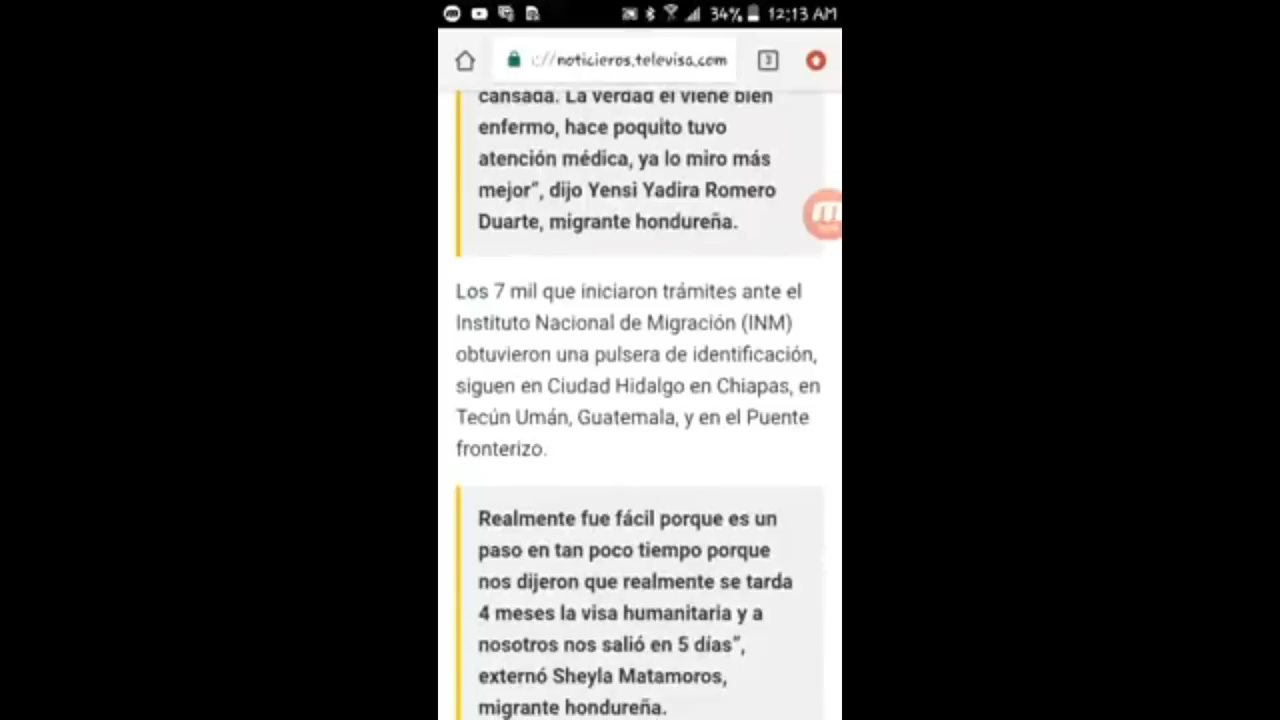 34% 12:13 AM
://noticieros.televisa.com
3
cansada. La verdad él viene bien
enfermo, hace poquito tuvo
atención médica, ya lo miro más
mejor”, dijo Yensi Yadira Romero
Duarte, migrante hondureña.
Los 7 mil que iniciaron trámites ante el
Instituto Nacional de Migración (INM)
obtuvieron una pulsera de identificación,
siguen en Ciudad Hidalgo en Chiapas, en
Tecún Umán, Guatemala, y en el Puente
fronterizo.
Realmente fue fácil porque es un
paso en tan poco tiempo porque
nos dijeron que realmente se tarda
4 meses la visa humanitaria y a
nosotros nos salió en 5 días”,
externó Sheyla Matamoros,
migrante hondureña.